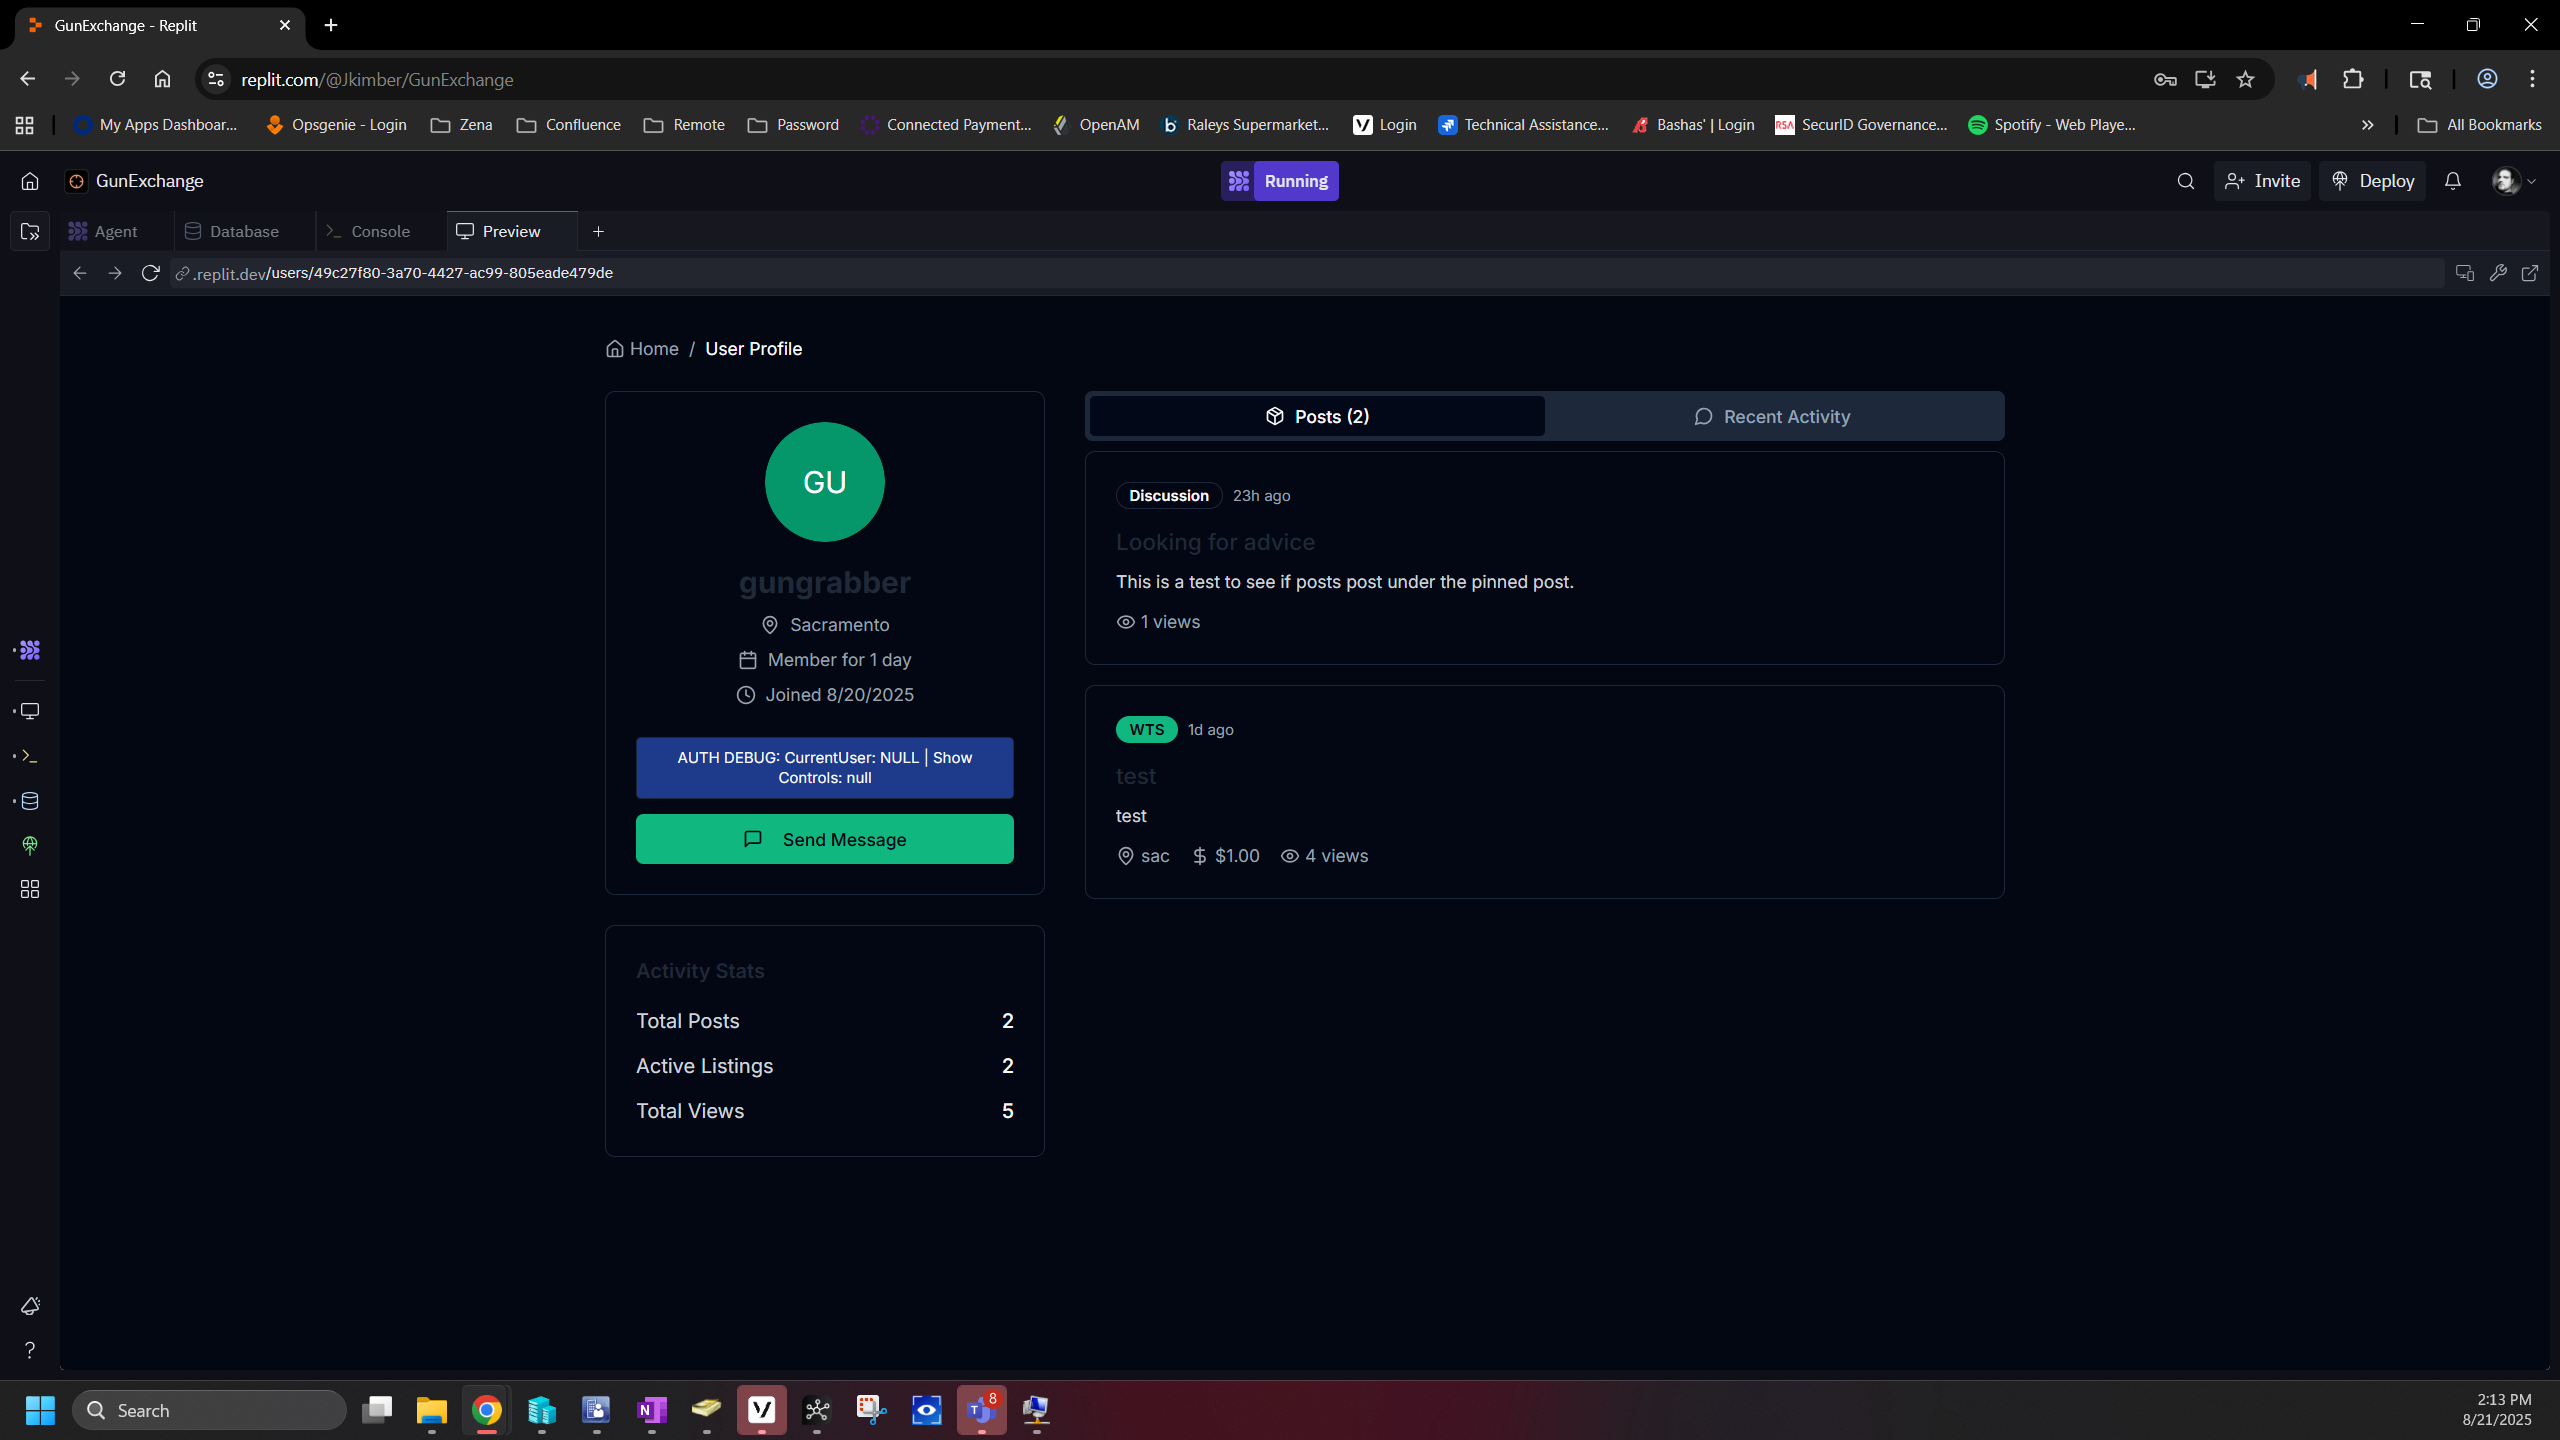 GunExchange - Replit
replit.com/@Jkimber/GunExchange
My Apps Dashboar...
Opsgenie - Login
Zena
Confluence
Remote
Password
Connected Payment...
OpenAM
Raleys Supermarket...
Login
Technical Assistance...
Bashas' | Login
RSA
SecurID Governance...
Spotify - Web Playe...
All Bookmarks
GunExchange
Running
Invite
Deploy
Agent
Database
Console
Preview
.replit.dev/users/49c27f80-3a70-4427-ac99-805eade479de
Home / User Profile
GU
gungrabber
Sacramento
Member for 1 day
Joined 8/20/2025
AUTH DEBUG: CurrentUser: NULL | Show
Controls: null
Send Message
Activity Stats
Total Posts 2
Active Listings 2
Total Views 5
Posts (2)
Recent Activity
Discussion 23h ago
Looking for advice
This is a test to see if posts post under the pinned post.
1 views
WTS 1d ago
test
test
sac $ $1.00 4 views
Search
8
2:13 PM
8/21/2025